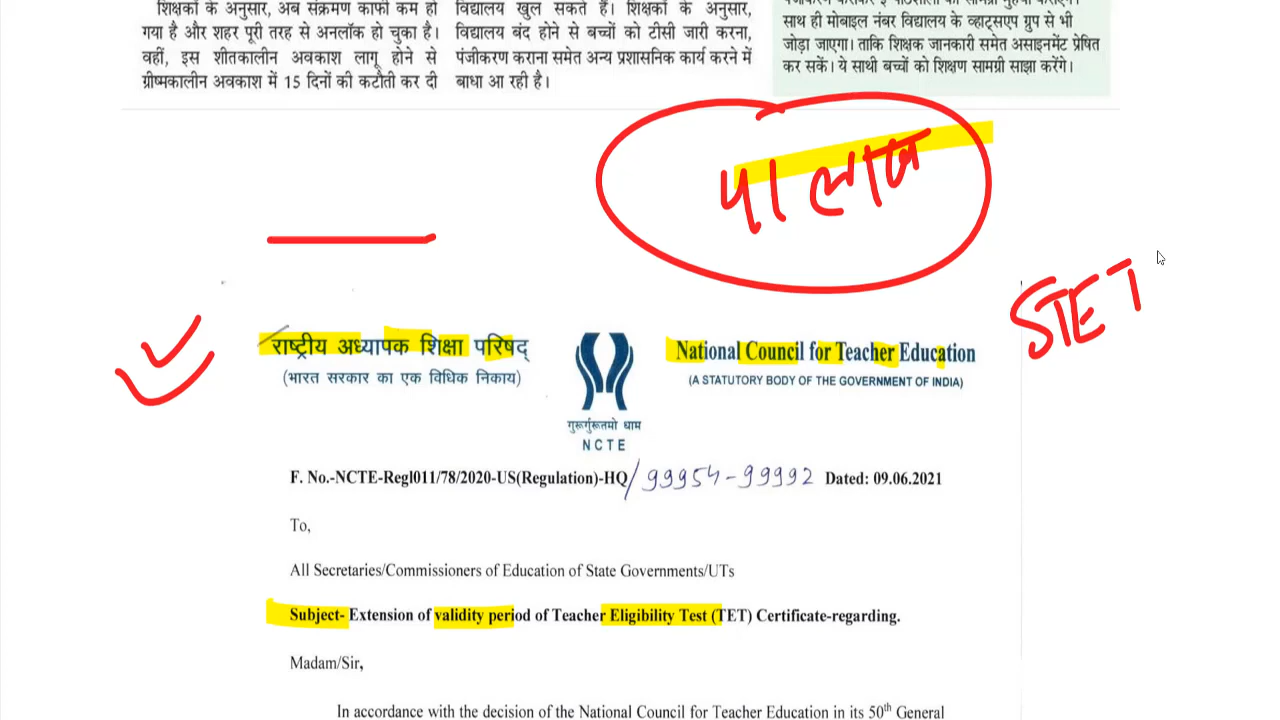 शिक्षकों के अनुसार, अब संक्रमण काफी कम हो
गया है और शहर पूरी तरह से अनलॉक हो चुका है।
वहीं, इस शीतकालीन अवकाश लागू होने से
ग्रीष्मकालीन अवकाश में 15 दिनों की कटौती कर दी
विद्यालय खुल सकते हैं। शिक्षकों के अनुसार,
विद्यालय बंद होने से बच्चों को टीसी जारी करना,
पंजीकरण कराना समेत अन्य प्रशासनिक कार्य करने में
बाधा आ रही है।
साथ ही मोबाइल नंबर विद्यालय के व्हाट्सएप ग्रुप से भी
जोड़ा जाएगा। ताकि शिक्षक जानकारी समेत असाइनमेंट प्रेषित
कर सकें। ये साथी बच्चों को शिक्षण सामग्री साझा करेंगे।
STET
राष्ट्रीय अध्यापक शिक्षा परिषद्
(भारत सरकार का एक विधिक निकाय)
गुरूर्गुरूतमो धाम
NCTE
National Council for Teacher Education
(A STATUTORY BODY OF THE GOVERNMENT OF INDIA)
F. No.-NCTE-Regl011/78/2020-US(Regulation)-HQ/99954-99992 Dated: 09.06.2021
To,
All Secretaries/Commissioners of Education of State Governments/UTs
Subject- Extension of validity period of Teacher Eligibility Test (TET) Certificate-regarding.
Madam/Sir,
In accordance with the decision of the National Council for Teacher Education in its 50th General